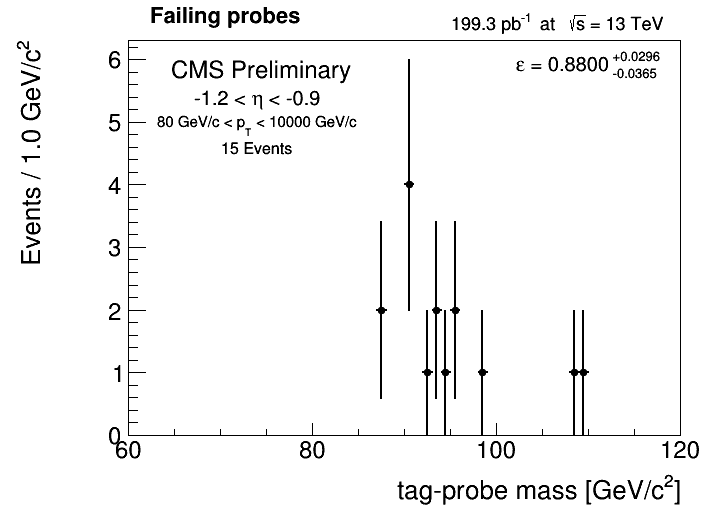 Failing probes
199.3 pb⁻¹ at √s = 13 TeV
CMS Preliminary
-1.2 < η < -0.9
80 GeV/c < p_T < 10000 GeV/c
15 Events
ε = 0.8800 +0.0296 -0.0365
Events / 1.0 GeV/c²
6
5
4
3
2
1
0
60 80 100 120
tag-probe mass [GeV/c²]